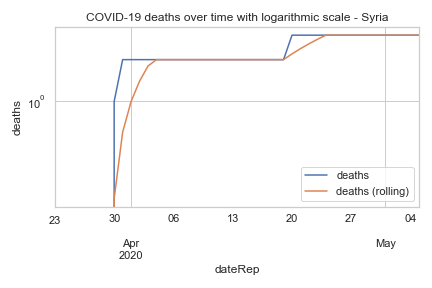 COVID-19 deaths over time with logarithmic scale - Syria
deaths
10⁰
deaths
deaths (rolling)
23 30 06 13 20 27 04
Apr May
2020
dateRep